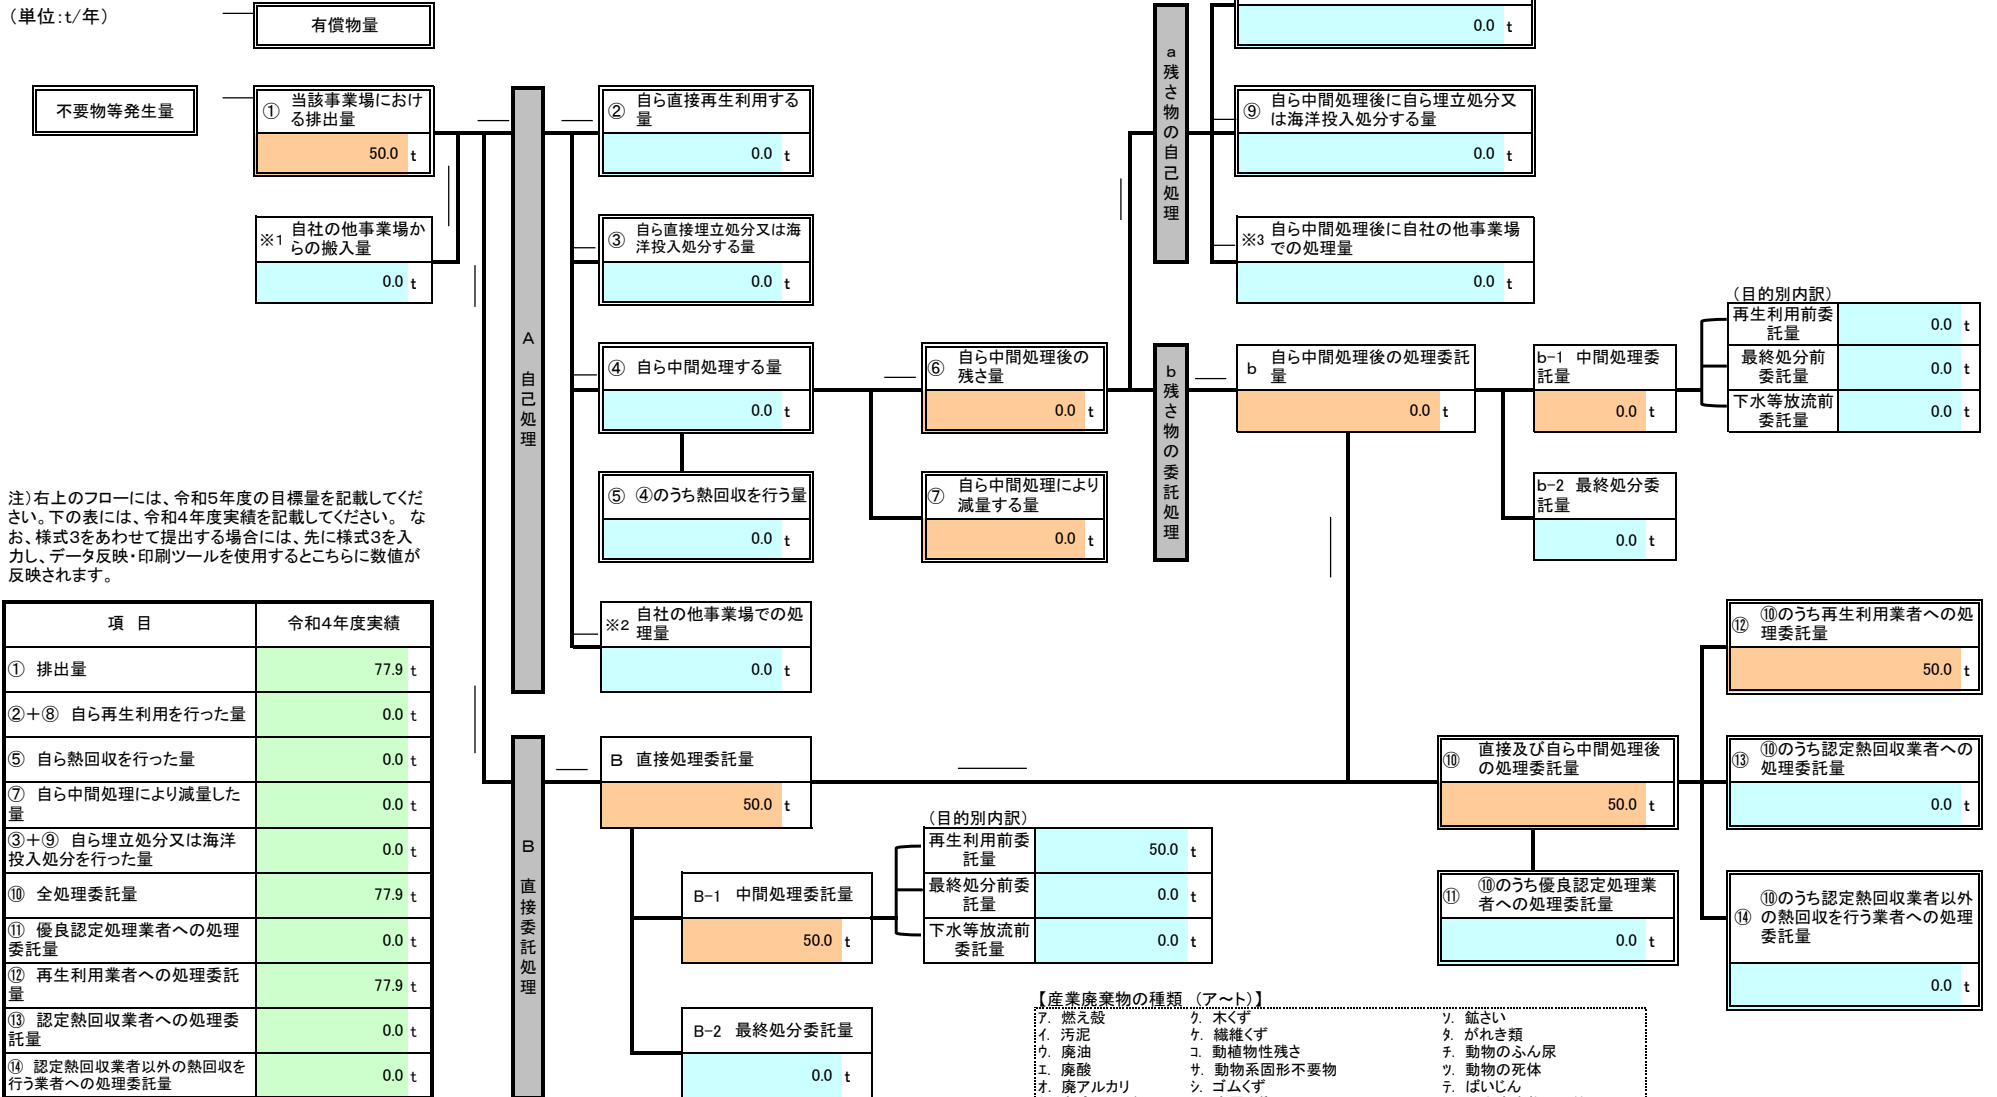 （単位:t/年）
有償物量
不要物等発生量
① 当該事業場におけ
る排出量
50.0 t
※1 自社の他事業場か
らの搬入量
0.0 t
A 自己処理
② 自ら直接再生利用する
量
0.0 t
③ 自ら直接埋立処分又は海
洋投入処分する量
0.0 t
④ 自ら中間処理する量
0.0 t
⑤ ④のうち熱回収を行う量
0.0 t
※2 自社の他事業場での処
理量
0.0 t
⑥ 自ら中間処理後の
残さ量
0.0 t
⑦ 自ら中間処理により
減量する量
0.0 t
a 残さ物の自己処理
0.0 t
⑨ 自ら中間処理後に自ら埋立処分又
は海洋投入処分する量
0.0 t
※3 自ら中間処理後に自社の他事業場
での処理量
0.0 t
b 残さ物の委託処理
b 自ら中間処理後の処理委託
量
0.0 t
b-1 中間処理委
託量
0.0 t
（目的別内訳）
再生利用前委
託量
0.0 t
最終処分前
委託量
0.0 t
下水等放流前
委託量
0.0 t
b-2 最終処分委
託量
0.0 t
注）右上のフローには、令和5年度の目標量を記載してくだ
さい。下の表には、令和4年度実績を記載してください。 な
お、様式3をあわせて提出する場合には、先に様式3を入
力し、データ反映・印刷ツールを使用するとこちらに数値が
反映されます。
項 目 令和4年度実績
① 排出量 77.9 t
②＋⑧ 自ら再生利用を行った量 0.0 t
⑤ 自ら熱回収を行った量 0.0 t
⑦ 自ら中間処理により減量した
量
0.0 t
③＋⑨ 自ら埋立処分又は海洋
投入処分を行った量
0.0 t
⑩ 全処理委託量 77.9 t
⑪ 優良認定処理業者への処理
委託量
0.0 t
⑫ 再生利用業者への処理委託
量
77.9 t
⑬ 認定熱回収業者への処理委
託量
0.0 t
⑭ 認定熱回収業者以外の熱回収を
行う業者への処理委託量
0.0 t
B 直接委託処理
B 直接処理委託量
50.0 t
B-1 中間処理委託量
50.0 t
（目的別内訳）
再生利用前委
託量
50.0 t
最終処分前委
託量
0.0 t
下水等放流前
委託量
0.0 t
B-2 最終処分委託量
0.0 t
⑩ 直接及び自ら中間処理後
の処理委託量
50.0 t
⑪ ⑩のうち優良認定処理業
者への処理委託量
0.0 t
⑫ ⑩のうち再生利用業者への処
理委託量
50.0 t
⑬ ⑩のうち認定熱回収業者への
処理委託量
0.0 t
⑭ ⑩のうち認定熱回収業者以外
の熱回収を行う業者への処理
委託量
0.0 t
【産業廃棄物の種類 （ア～ト）】
ア. 燃え殻 ク. 木くず ソ. 鉱さい
イ. 汚泥 ケ. 繊維くず タ. がれき類
ウ. 廃油 コ. 動植物性残さ チ. 動物のふん尿
エ. 廃酸 サ. 動物系固形不要物 ツ. 動物の死体
オ. 廃アルカリ シ. ゴムくず テ. ばいじん